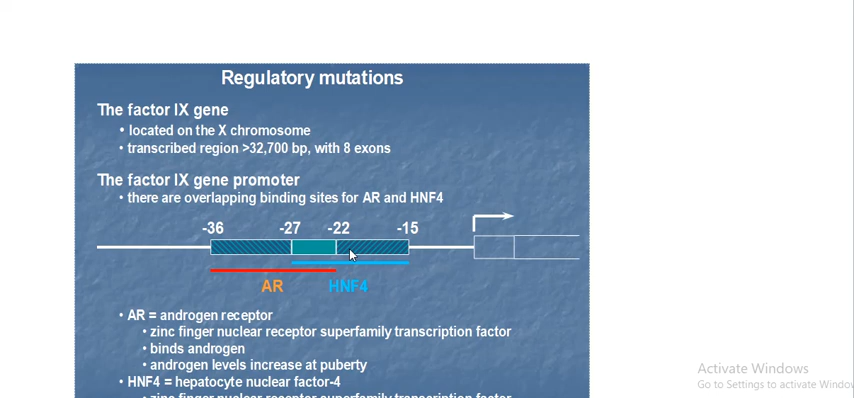 Regulatory mutations
The factor IX gene
• located on the X chromosome
• transcribed region >32,700 bp, with 8 exons
The factor IX gene promoter
• there are overlapping binding sites for AR and HNF4
-36 -27 -22 -15
AR HNF4
• AR = androgen receptor
• zinc finger nuclear receptor superfamily transcription factor
• binds androgen
• androgen levels increase at puberty
• HNF4 = hepatocyte nuclear factor-4
• zinc finger nuclear receptor superfamily transcription factor
Activate Windows
Go to Settings to activate Window